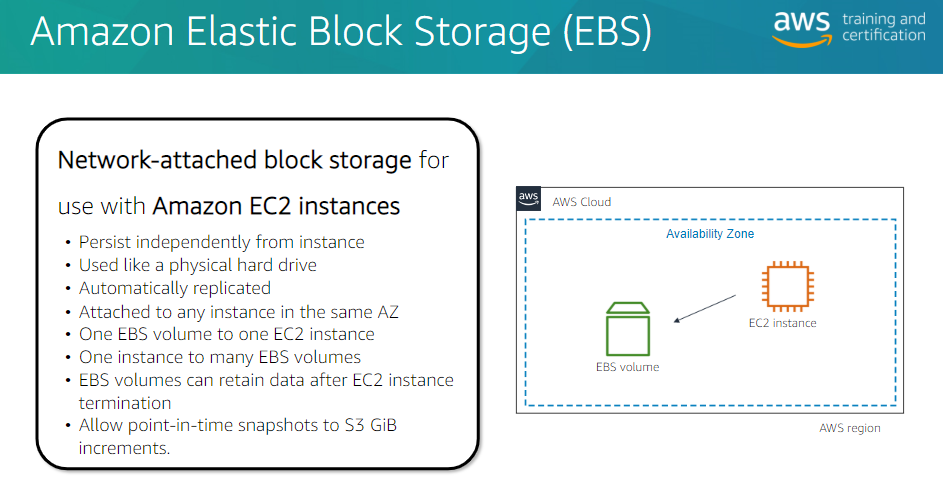 Amazon Elastic Block Storage (EBS)
aws training and
certification
Network-attached block storage for
use with Amazon EC2 instances
• Persist independently from instance
• Used like a physical hard drive
• Automatically replicated
• Attached to any instance in the same AZ
• One EBS volume to one EC2 instance
• One instance to many EBS volumes
• EBS volumes can retain data after EC2 instance
termination
• Allow point-in-time snapshots to S3 GiB
increments.
aws
AWS Cloud
Availability Zone
EC2 instance
EBS volume
AWS region